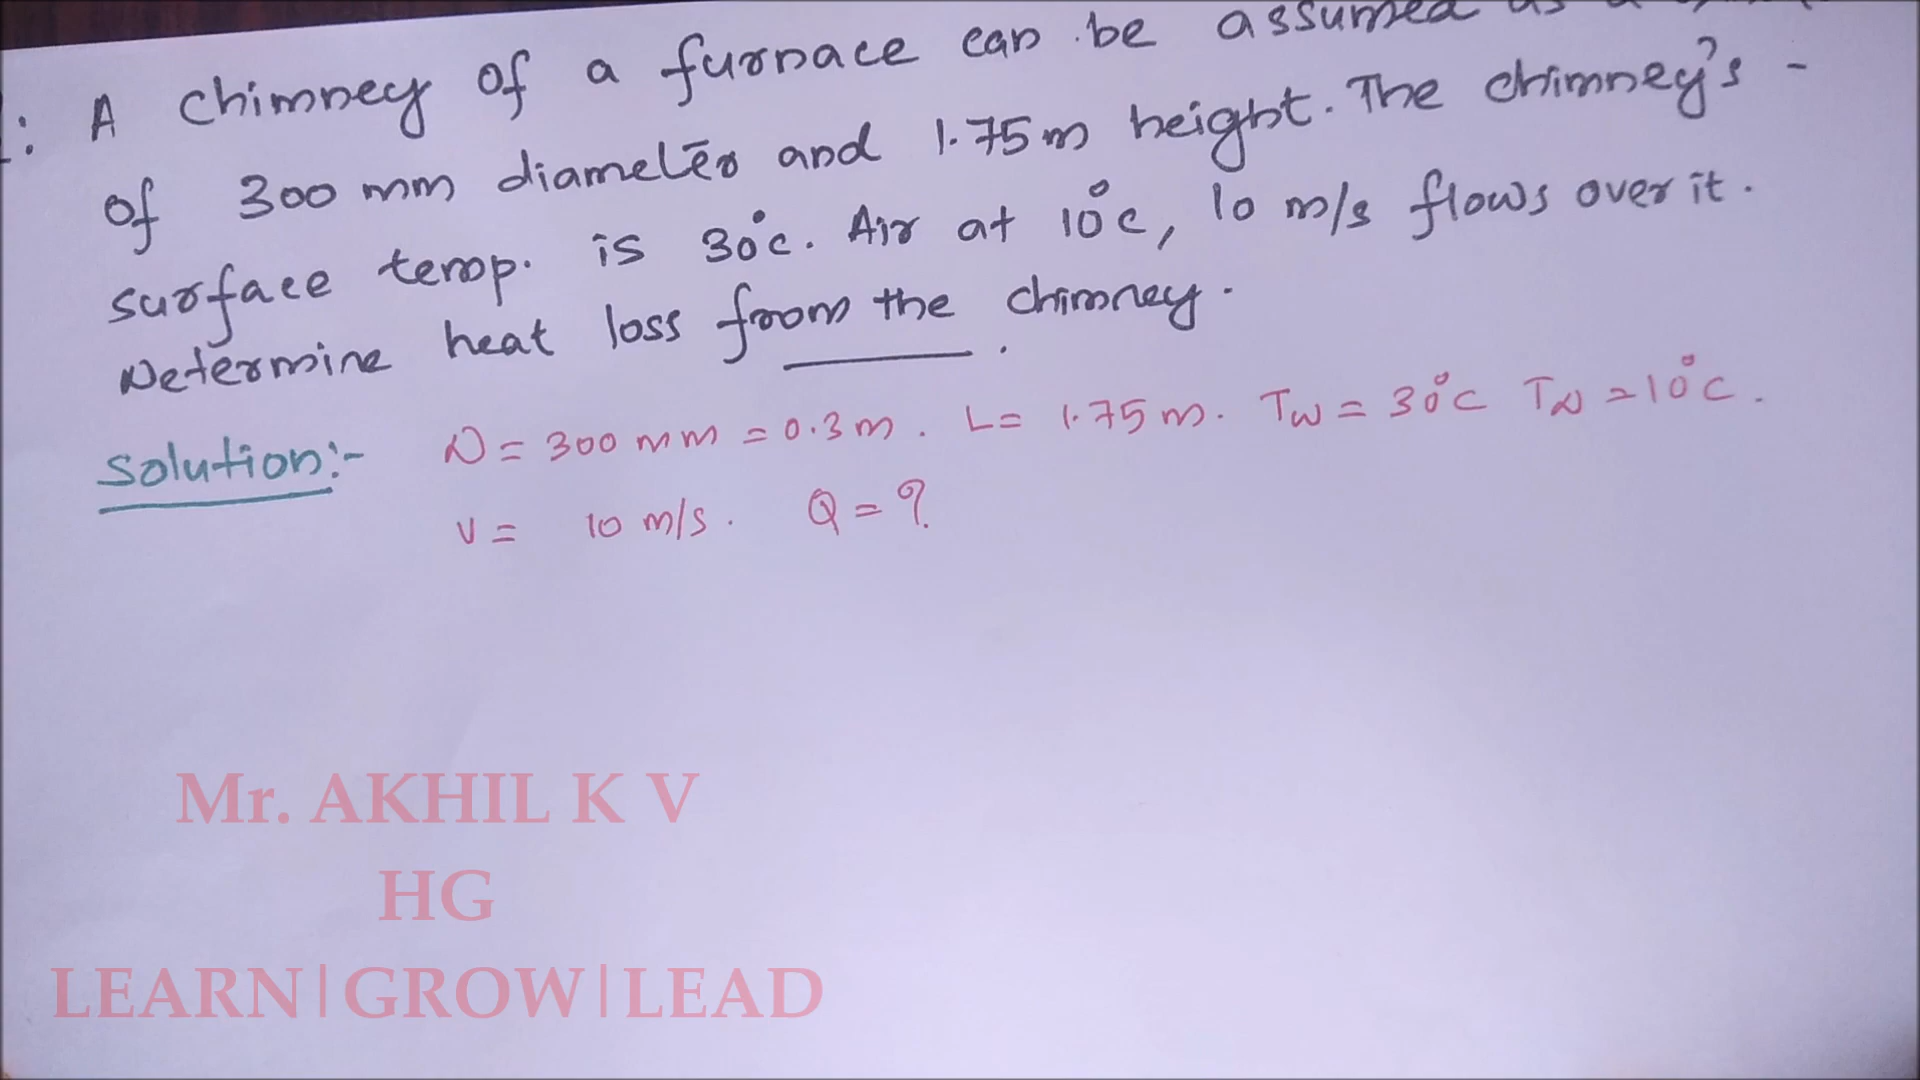 : A chimney of a furnace can be assumed as a
of 300 mm diameter and 1.75 m height. The chimney's -
surface temp. is 30°c. Air at 10°c, 10 m/s flows over it.
Determine heat loss from the chimney.
Solution:- D = 300 mm = 0.3 m. L = 1.75 m. Tw = 30°C T∞ = 10°C.
V = 10 m/s. Q = ?
Mr. AKHIL K V
HG
LEARN|GROW|LEAD